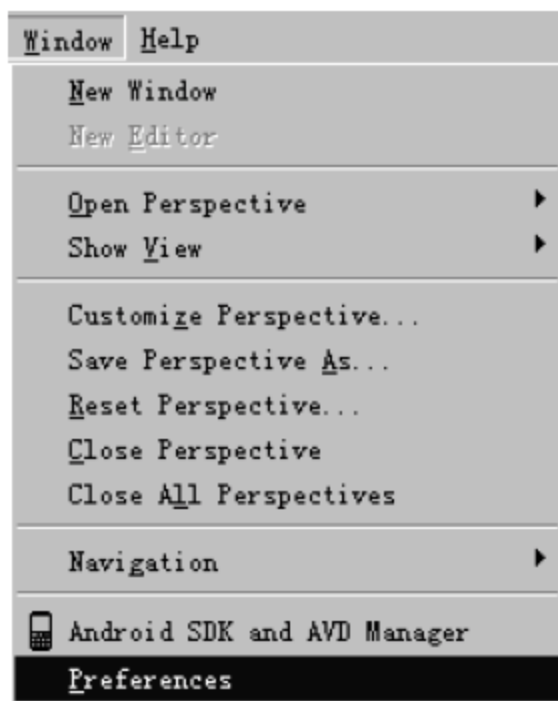 Window Help
New Window
New Editor
Open Perspective
Show View
Customize Perspective...
Save Perspective As...
Reset Perspective...
Close Perspective
Close All Perspectives
Navigation
Android SDK and AVD Manager
Preferences